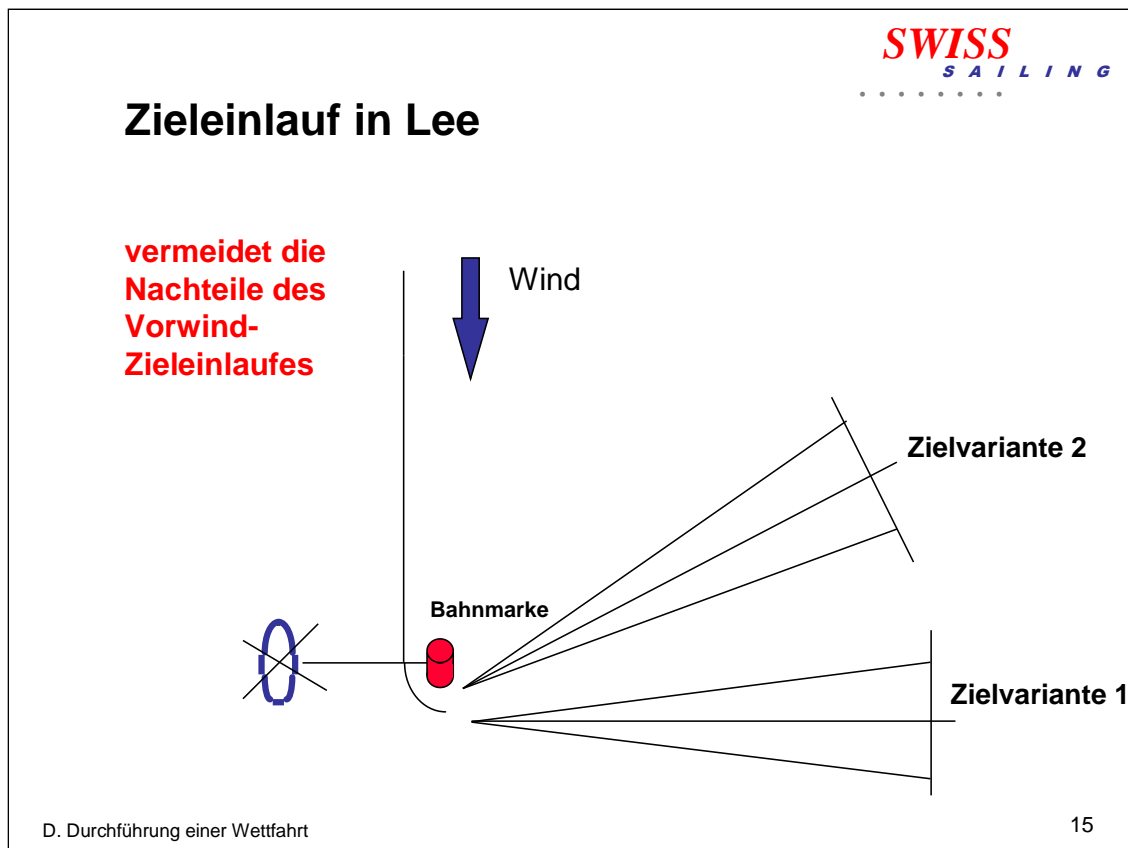 SWISS
SAILING
Zieleinlauf in Lee
vermeidet die
Nachteile des
Vorwind-
Zieleinlaufes
Wind
Zielvariante 2
Bahnmarke
Zielvariante 1
D. Durchführung einer Wettfahrt
15